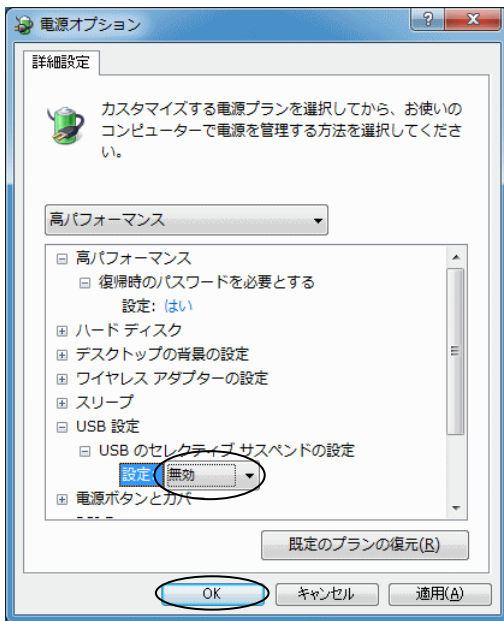 電源オプション
詳細設定
カスタマイズする電源プランを選択してから、お使いの
コンピューターで電源を管理する方法を選択してくださ
い。
高パフォーマンス
高パフォーマンス
復帰時のパスワードを必要とする
設定: はい
ハード ディスク
デスクトップの背景の設定
ワイヤレス アダプターの設定
スリープ
USB 設定
USB のセレクティブ サスペンドの設定
設定: 無効
電源ボタンとカバー
既定のプランの復元(R)
OK キャンセル 適用(A)